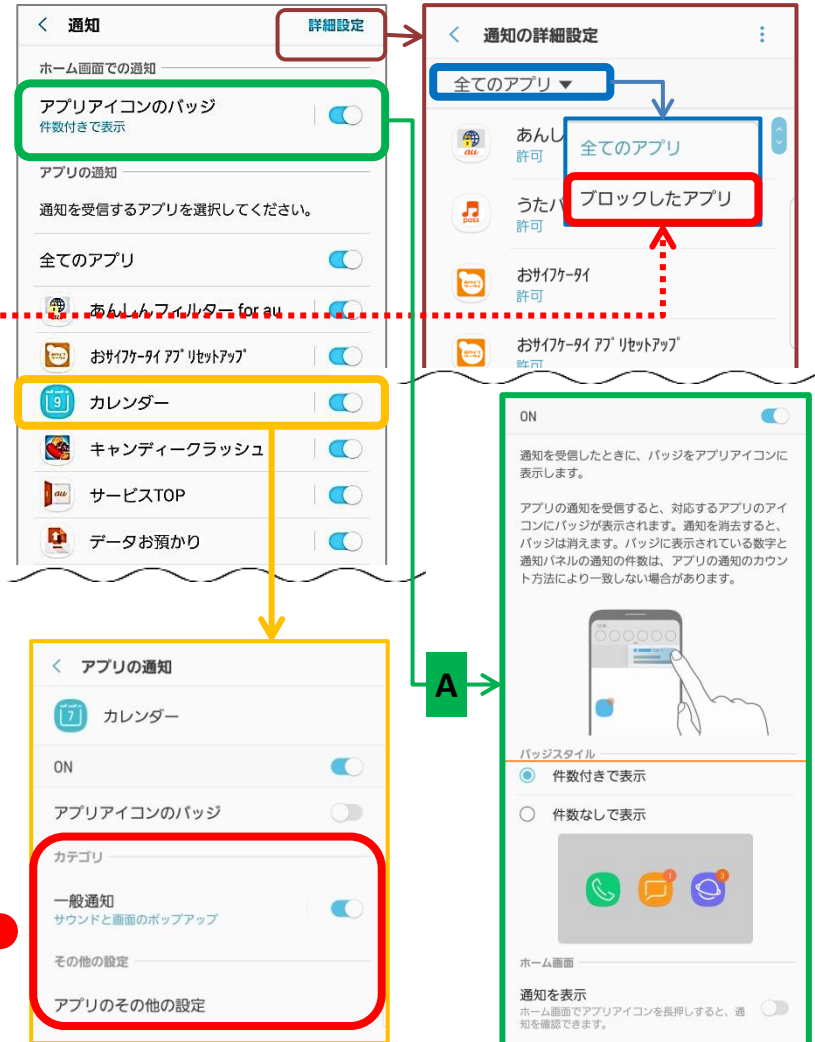 通知
詳細設定
ホーム画面での通知
アプリアイコンのバッジ
件数付きで表示
アプリの通知
通知を受信するアプリを選択してください。
全てのアプリ
あんしんフィルター for au
おサイフケータイ アプリセットアップ
9
カレンダー
キャンディークラッシュ
au
サービスTOP
データお預かり
通知の詳細設定
全てのアプリ ▼
au
あんし
許可
全てのアプリ
pass
うたパ
許可
ブロックしたアプリ
おサイフケータイ
許可
おサイフケータイ アプリセットアップ
許可
アプリの通知
7
カレンダー
ON
アプリアイコンのバッジ
カテゴリ
一般通知
サウンドと画面のポップアップ
その他の設定
アプリのその他の設定
A
ON
通知を受信したときに、バッジをアプリアイコンに
表示します。
アプリの通知を受信すると、対応するアプリのアイ
コンにバッジが表示されます。通知を消去すると、
バッジは消えます。バッジに表示されている数字と
通知パネルの通知の件数は、アプリの通知のカウン
ト方法により一致しない場合があります。
バッジスタイル
件数付きで表示
件数なしで表示
1
3
ホーム画面
通知を表示
ホーム画面でアプリアイコンを長押しすると、通
知を確認できます。